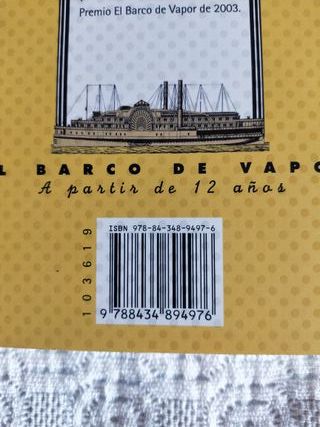 Premio El Barco de Vapor de 2003.
L BARCO DE VAPO
A partir de 12 años
ISBN 978-84-348-9497-6
9 788434 894976
103619